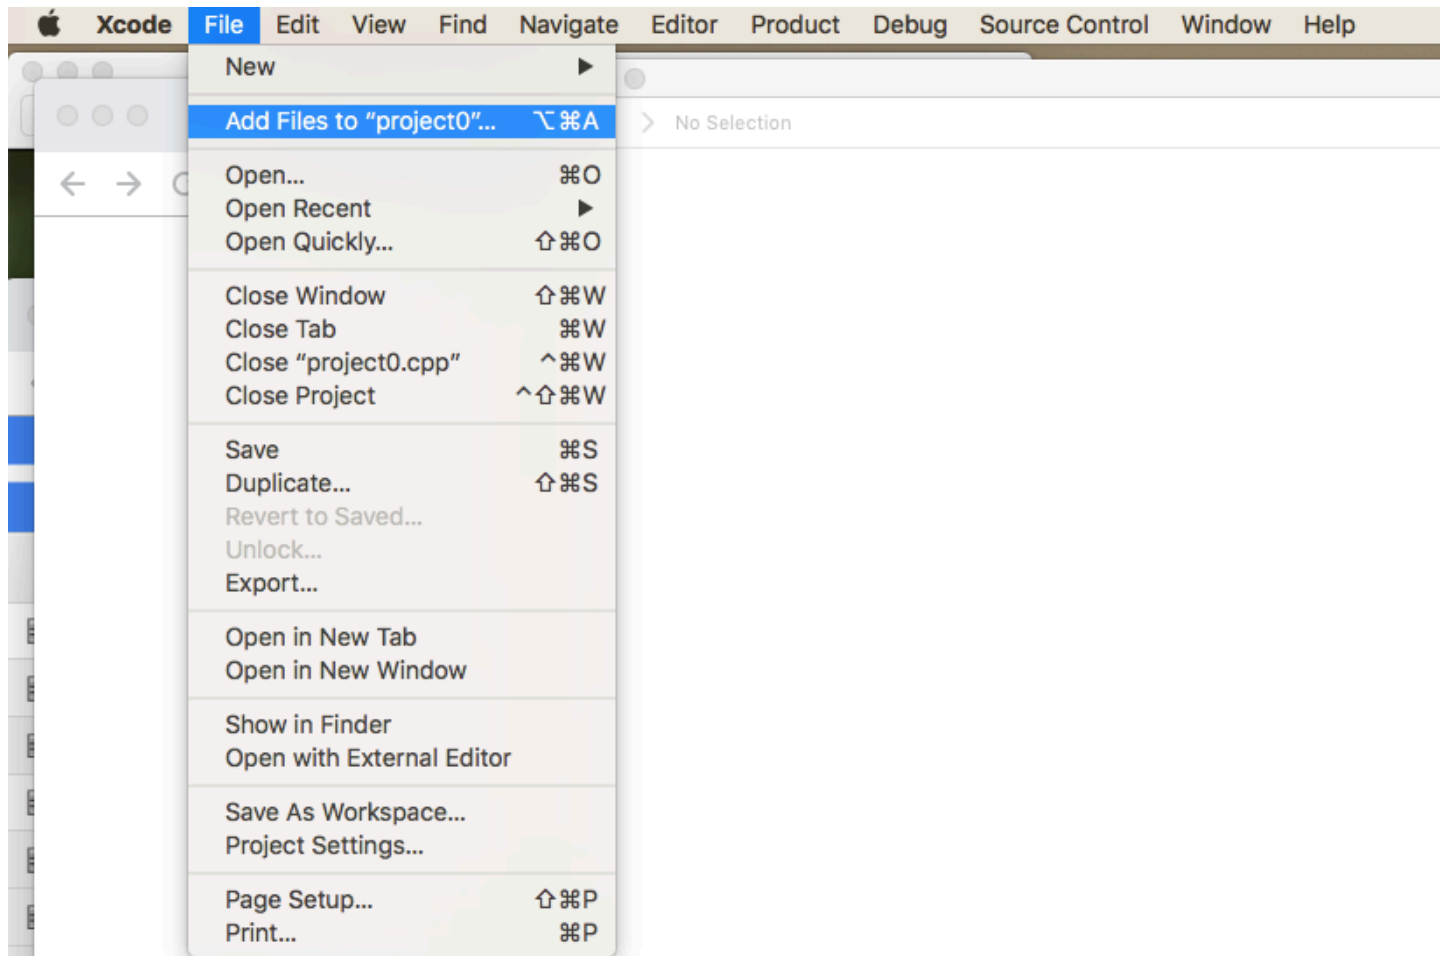 Xcode File Edit View Find Navigate Editor Product Debug Source Control Window Help
New ▶
Add Files to “project0”... ⌥⌘A
No Selection
Open... ⌘O
Open Recent ▶
Open Quickly... ⇧⌘O
Close Window ⇧⌘W
Close Tab ⌘W
Close “project0.cpp” ^⌘W
Close Project ^⇧⌘W
Save ⌘S
Duplicate... ⇧⌘S
Revert to Saved...
Unlock...
Export...
Open in New Tab
Open in New Window
Show in Finder
Open with External Editor
Save As Workspace...
Project Settings...
Page Setup... ⇧⌘P
Print... ⌘P